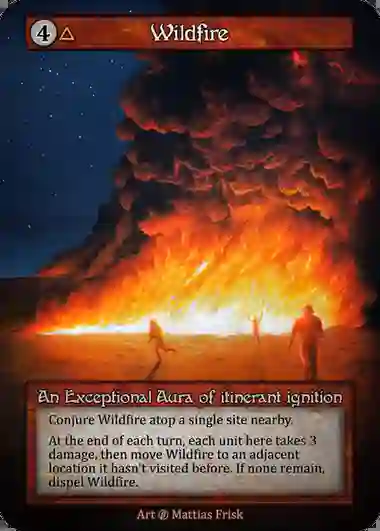 4
Wildfire
An Exceptional Aura of itinerant ignition
Conjure Wildfire atop a single site nearby.
At the end of each turn, each unit here takes 3
damage, then move Wildfire to an adjacent
location it hasn't visited before. If none remain,
dispel Wildfire.
Art @ Mattias Frisk